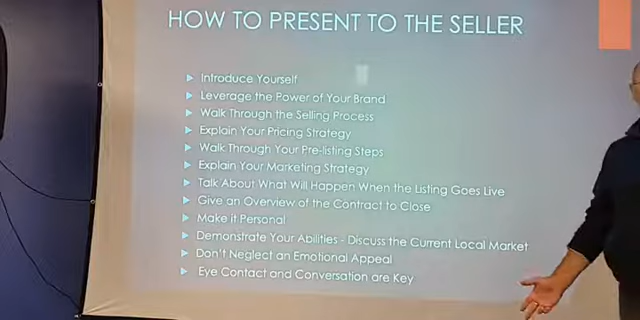 HOW TO PRESENT TO THE SELLER
Introduce Yourself
Leverage the Power of Your Brand
Walk Through the Selling Process
Explain Your Pricing Strategy
Walk Through Your Pre-listing Steps
Explain Your Marketing Strategy
Talk About What Will Happen When the Listing Goes Live
Give an Overview of the Contract to Close
Make it Personal
Demonstrate Your Abilities - Discuss the Current Local Market
Don't Neglect an Emotional Appeal
Eye Contact and Conversation are Key